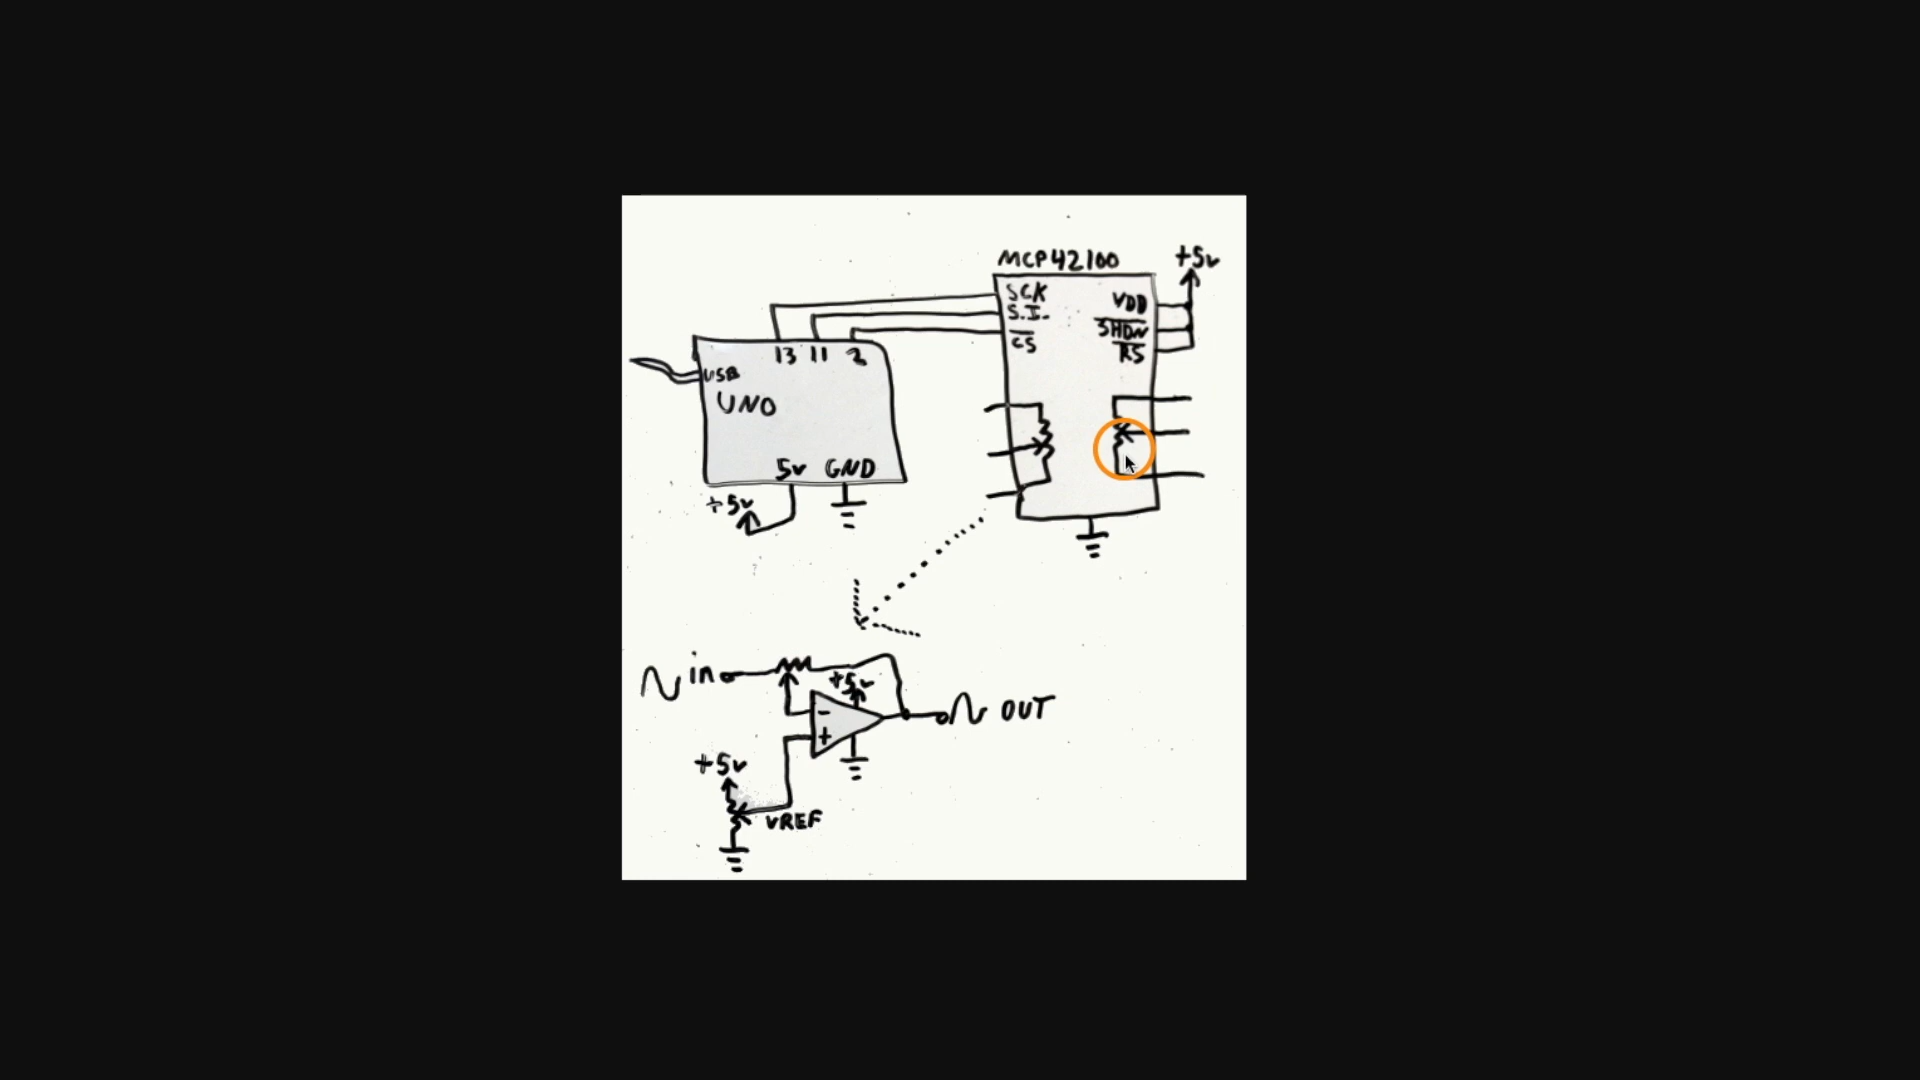 MCP42100
+5v
SCK
S.I.
CS
VDD
SHDN
RS
13 11 2
USB
UNO
5v GND
+5v
in
+5v
-
+
OUT
+5v
VREF